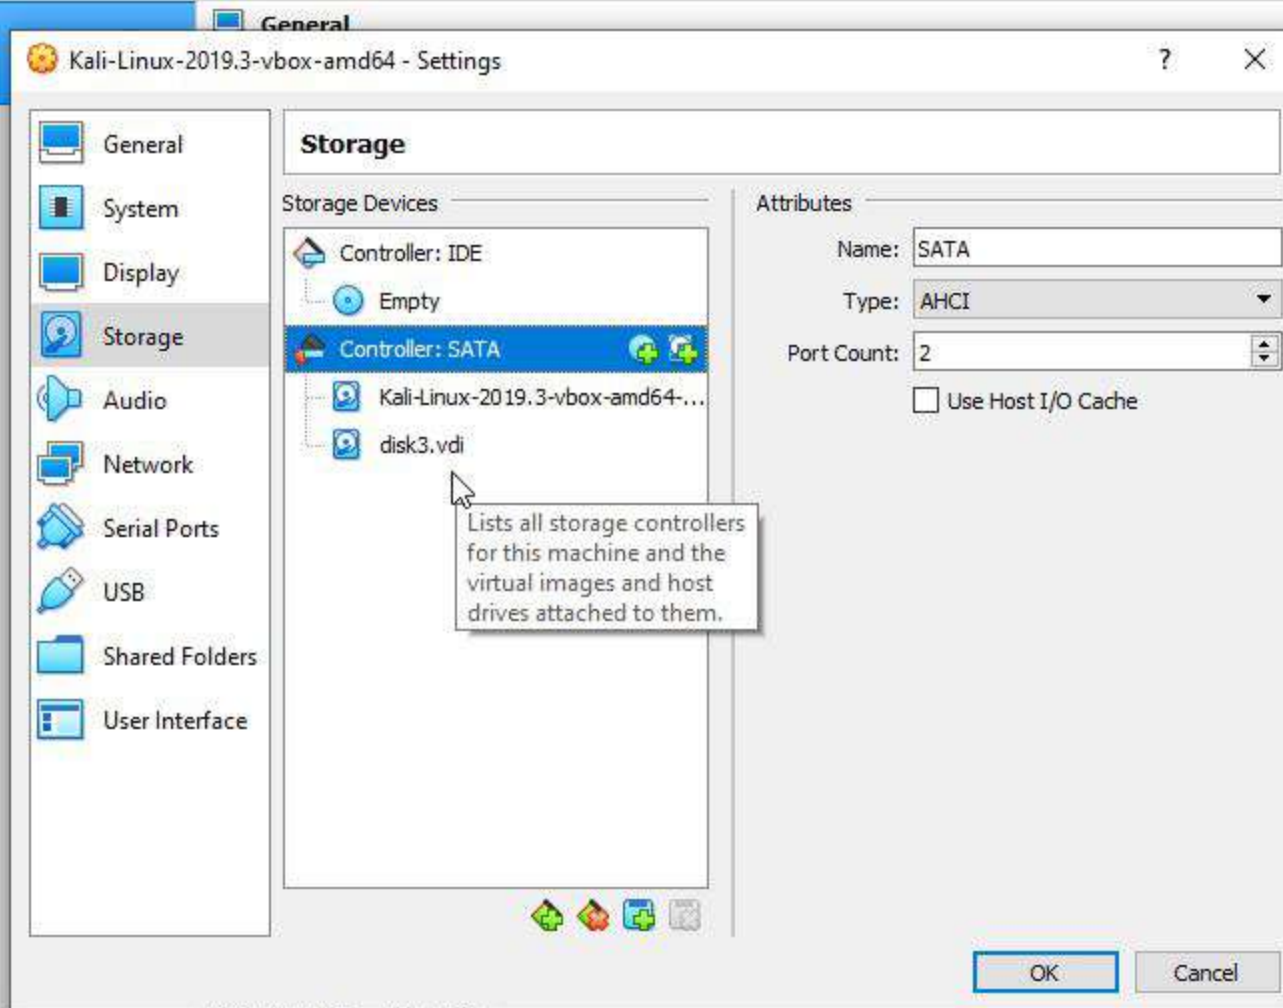 General
Kali-Linux-2019.3-vbox-amd64 - Settings
?
General
System
Display
Storage
Audio
Network
Serial Ports
USB
Shared Folders
User Interface
Storage
Storage Devices
Controller: IDE
Empty
Controller: SATA
Kali-Linux-2019.3-vbox-amd64-...
disk3.vdi
Lists all storage controllers
for this machine and the
virtual images and host
drives attached to them.
Attributes
Name: SATA
Type: AHCI
Port Count: 2
Use Host I/O Cache
OK
Cancel